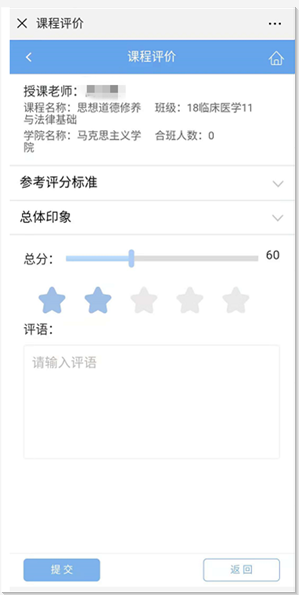 课程评价
课程评价
授课老师：
课程名称：思想道德修养与法律基础
班级：18临床医学11
学院名称：马克思主义学院
合班人数：0
参考评分标准
总体印象
总分：
60
评语：
请输入评语
提交
返回